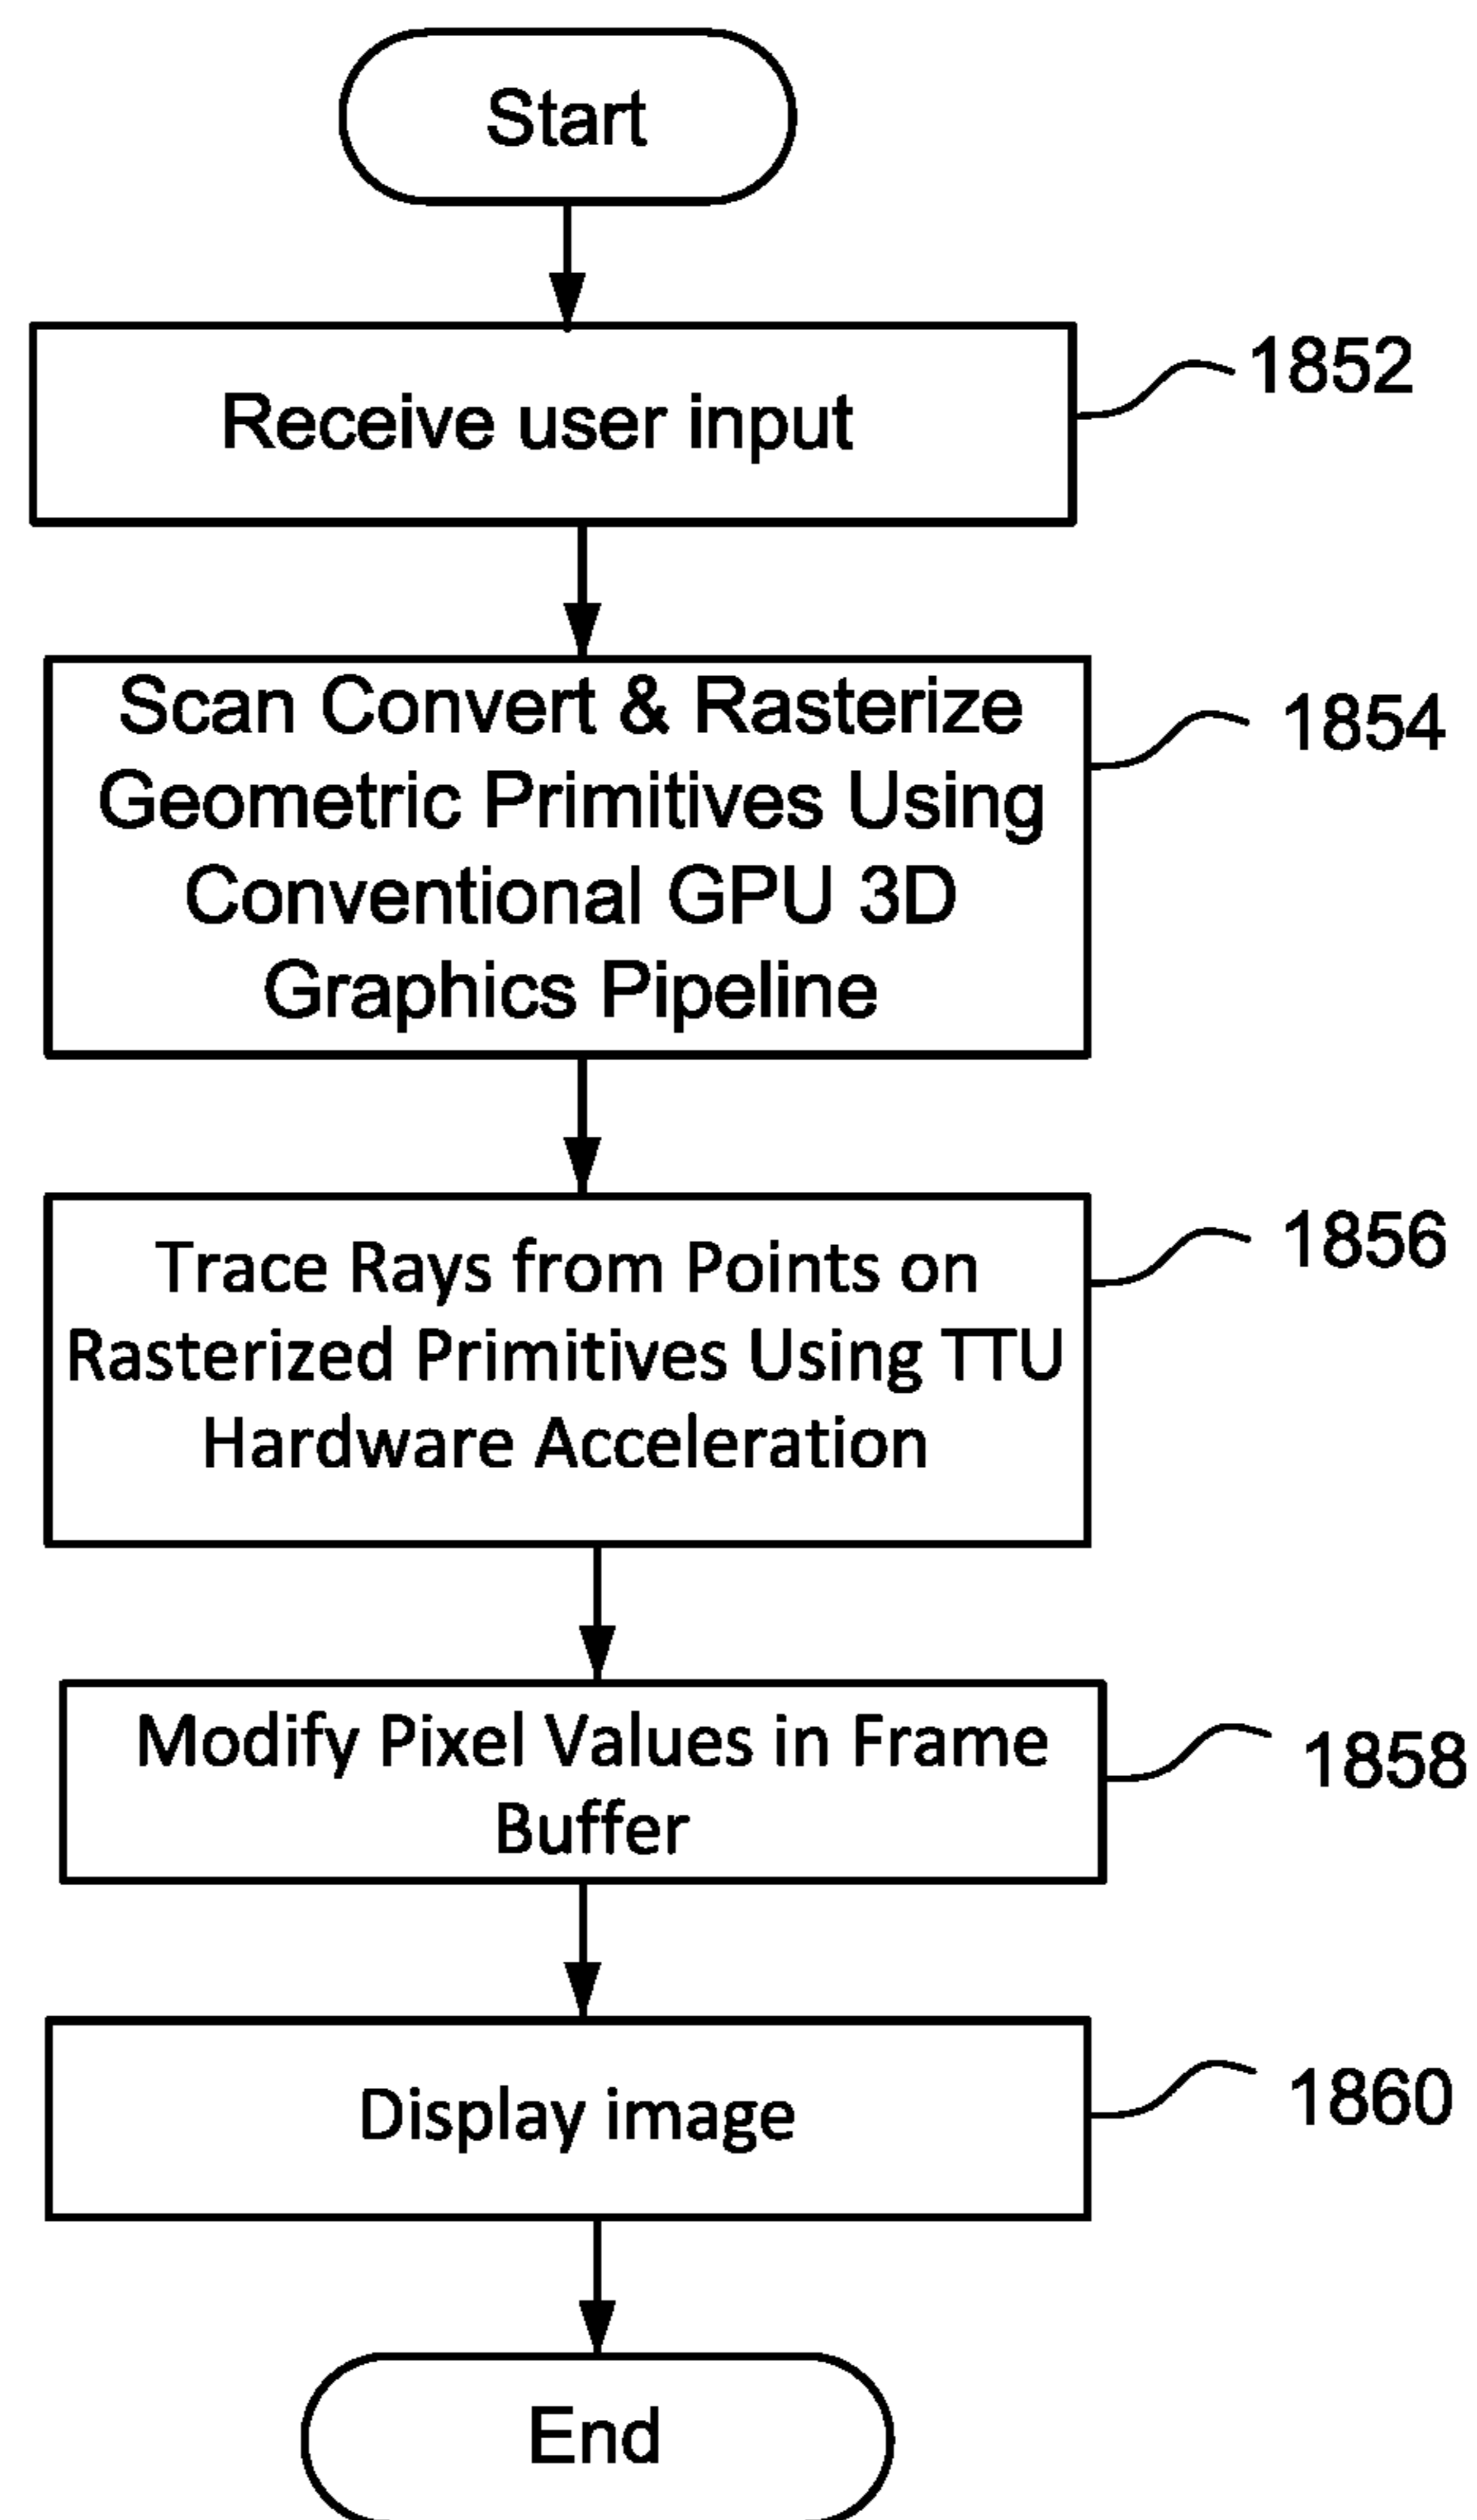 Start
Receive user input
1852
Scan Convert & Rasterize
Geometric Primitives Using
Conventional GPU 3D
Graphics Pipeline
1854
Trace Rays from Points on
Rasterized Primitives Using TTU
Hardware Acceleration
1856
Modify Pixel Values in Frame
Buffer
1858
Display image
1860
End